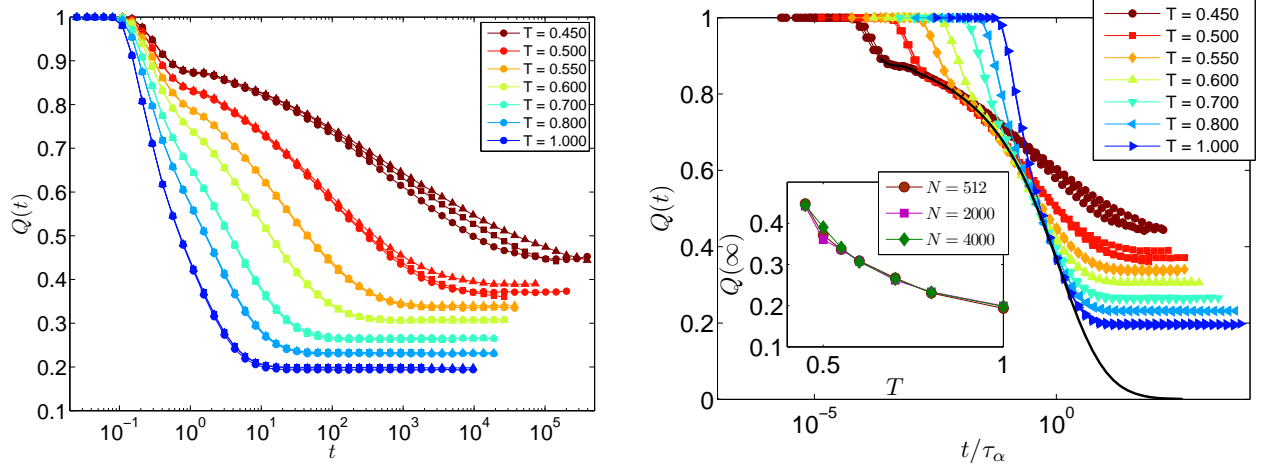 1
0.9
0.8
0.7
0.6
0.5
0.4
0.3
0.2
0.1
Q(t)
10⁻¹ 10⁰ 10¹ 10² 10³ 10⁴ 10⁵
t
T = 0.450
T = 0.500
T = 0.550
T = 0.600
T = 0.700
T = 0.800
T = 1.000
1
0.8
0.6
0.4
0.2
0
Q(t)
10⁻⁵ 10⁰
t/τα
T = 0.450
T = 0.500
T = 0.550
T = 0.600
T = 0.700
T = 0.800
T = 1.000
0.4
0.3
0.2
0.1
Q(∞)
0.5 1
T
N = 512
N = 2000
N = 4000